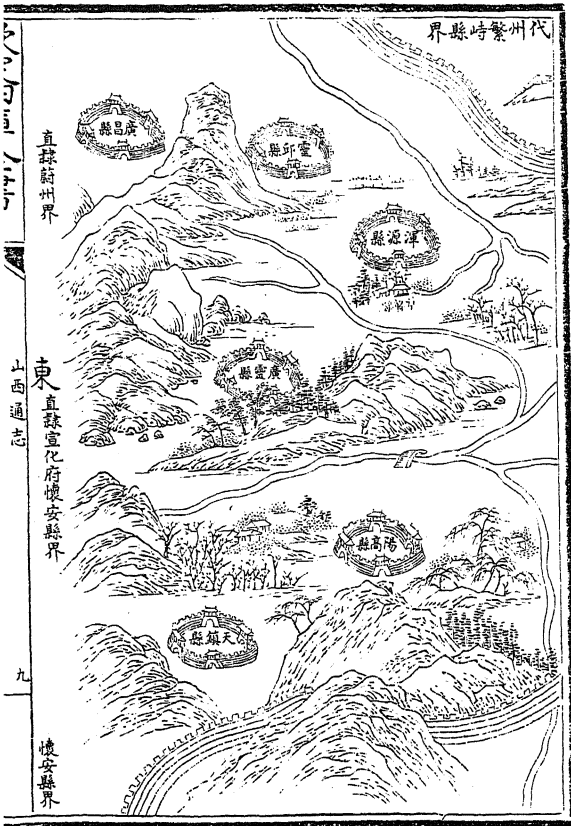 代州繁峙縣界
廣昌縣
靈邱縣
直隸蔚州界
渾源縣
廣靈縣
東
直隸宣化府懷安縣界
山西通志
陽高縣
天鎮縣
九
懷安縣界